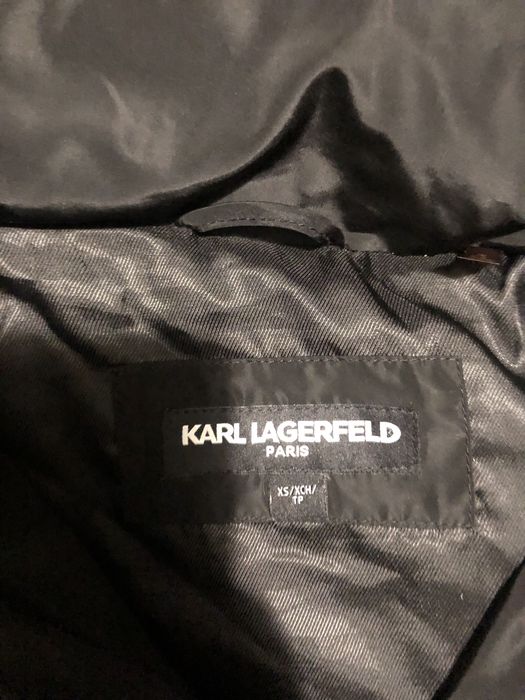 KARL LAGERFELD
PARIS
XS/XCH/
TP